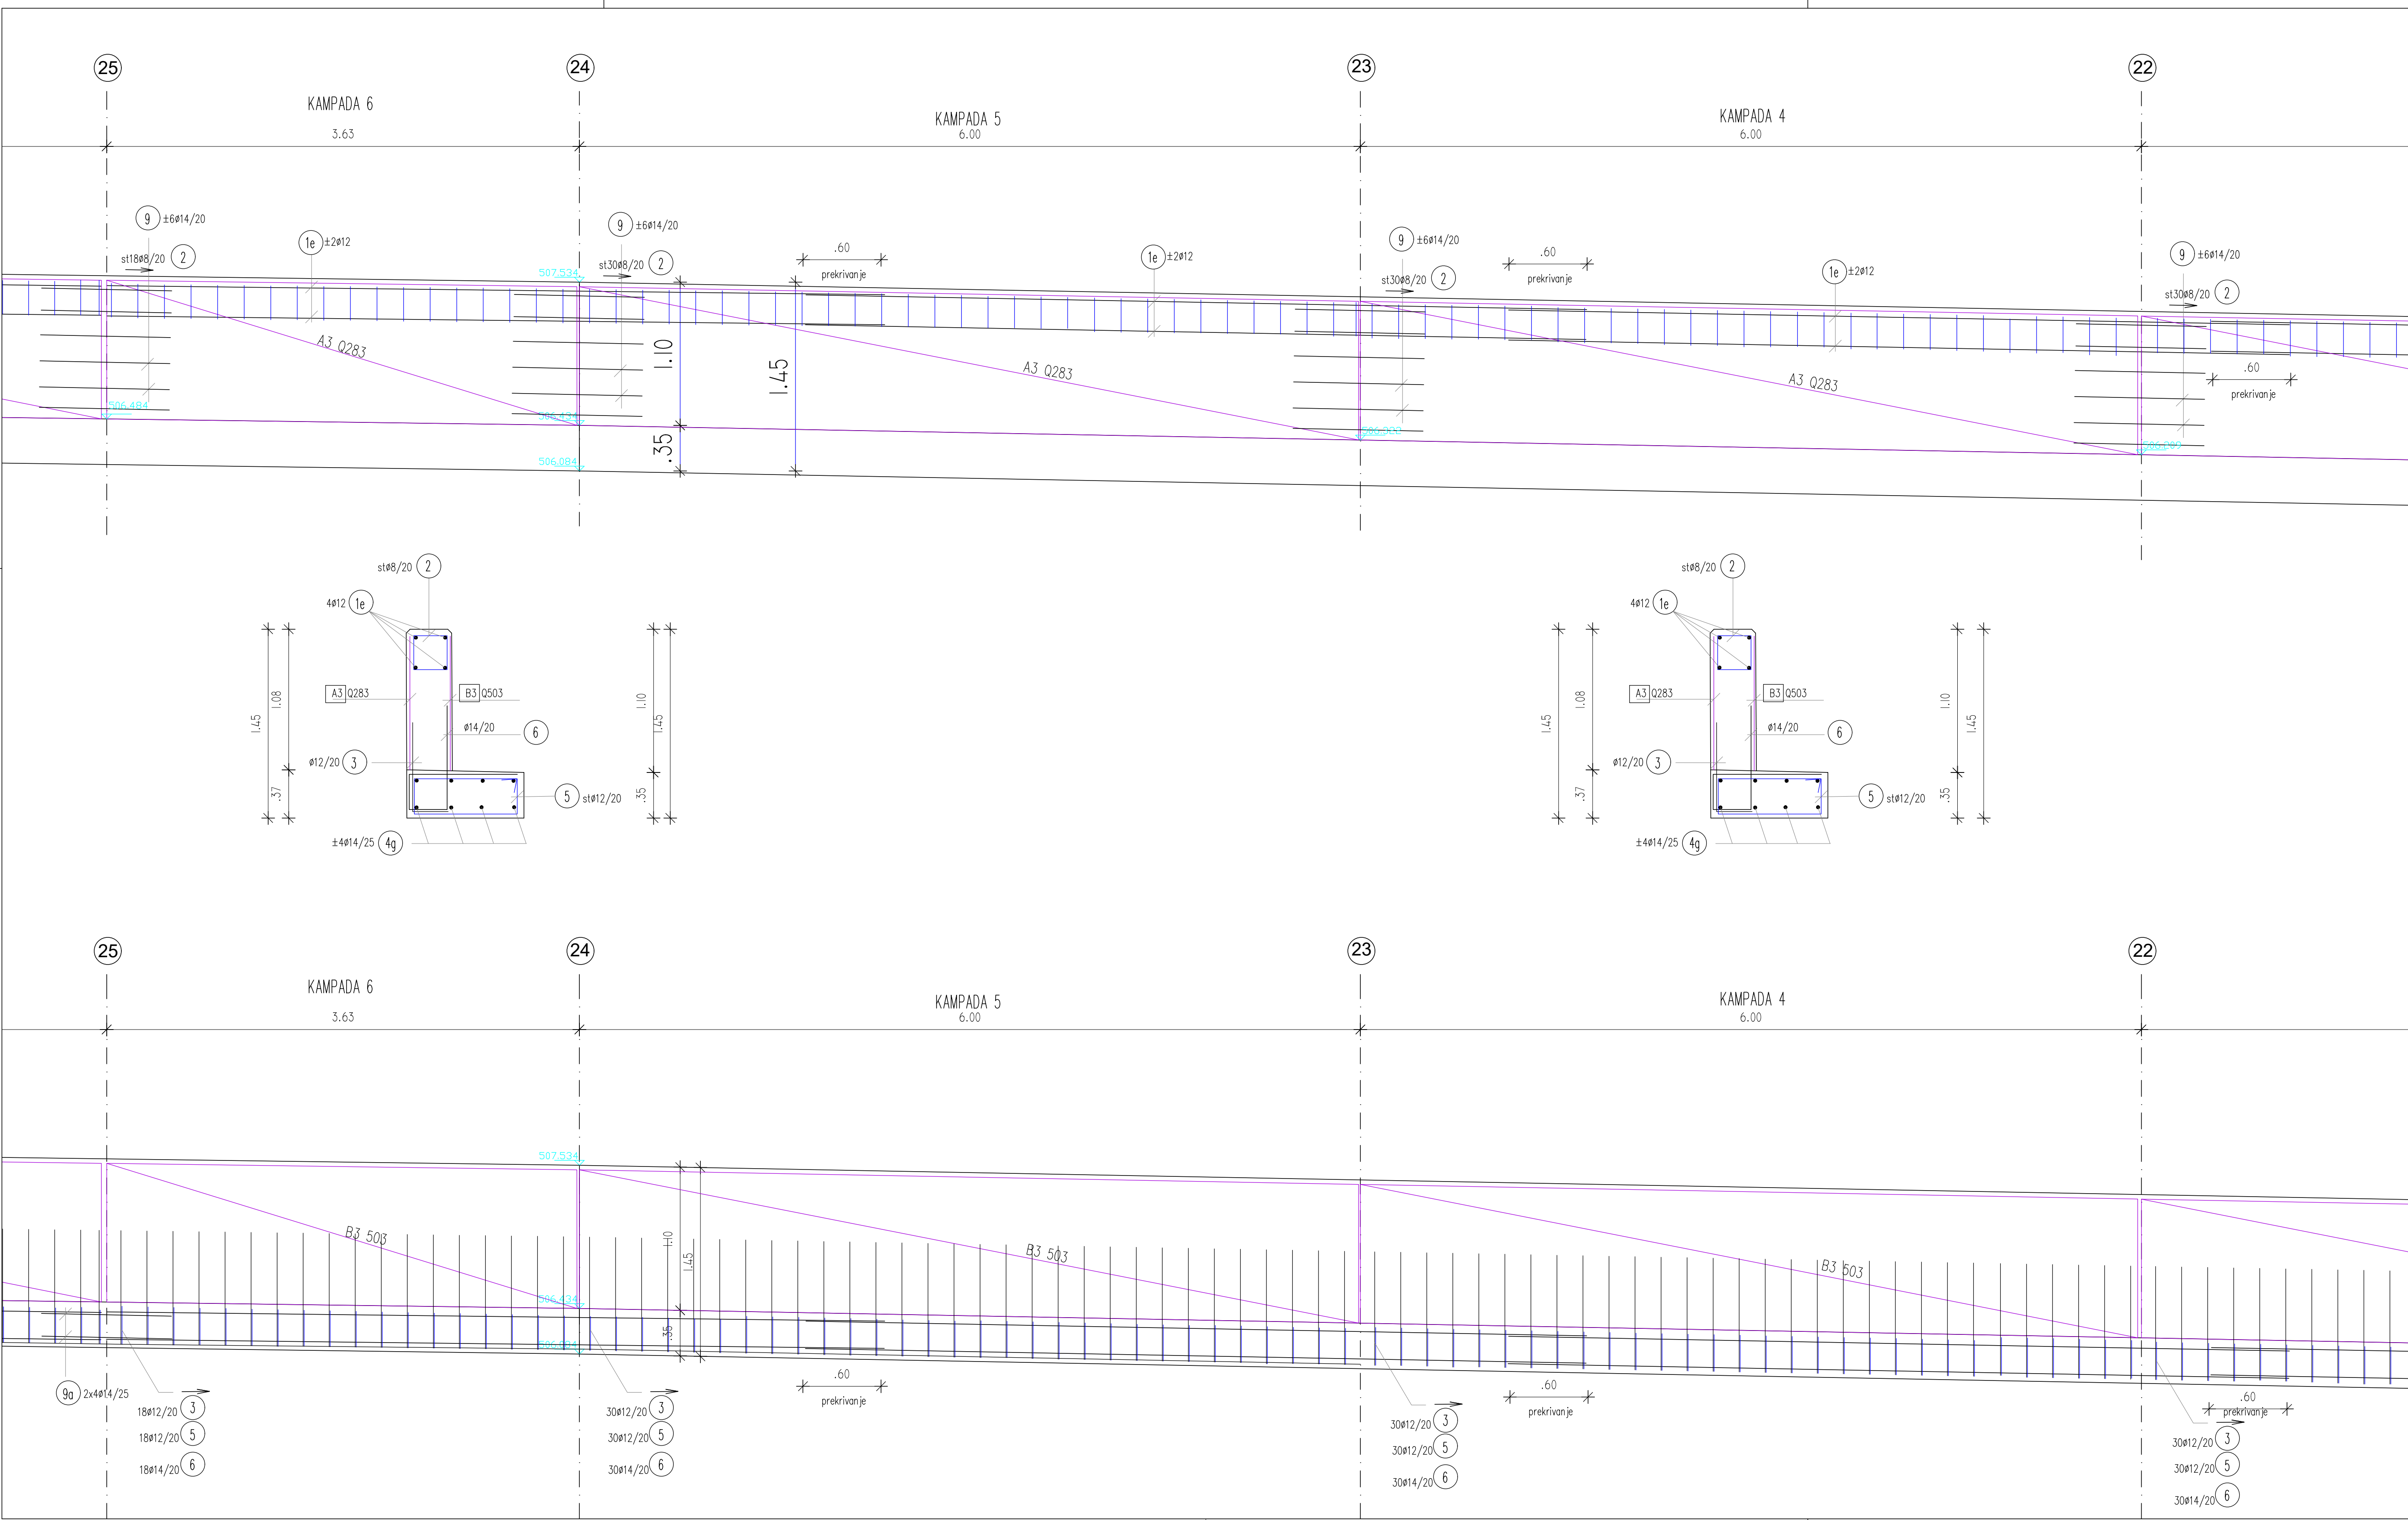 25 24 23 22
KAMPADA 6 KAMPADA 5 KAMPADA 4
3.63 6.00 6.00
9 ±6ø14/20
1e ±2ø12
st18ø8/20 2
9 ±6ø14/20
st30ø8/20 2
507.534
.60
prekrivanje
1e ±2ø12
9 ±6ø14/20
st30ø8/20 2
.60
prekrivanje
1e ±2ø12
9 ±6ø14/20
st30ø8/20 2
A3 Q283
A3 Q283
A3 Q283
1.10
1.45
.35
.60
prekrivanje
506.484
506.434
506.084
stø8/20 2
4ø12 1e
A3 Q283
B3 Q503
ø14/20 6
ø12/20 3
5 stø12/20
±4ø14/25 4g
1.45
1.08
.37
1.10
1.45
.35
stø8/20 2
4ø12 1e
A3 Q283
B3 Q503
ø14/20 6
ø12/20 3
5 stø12/20
±4ø14/25 4g
1.45
1.08
.37
1.10
1.45
.35
25 24 23 22
KAMPADA 6 KAMPADA 5 KAMPADA 4
3.63 6.00 6.00
507.534
B3 503
B3 503
B3 503
1.10
1.45
.35
506.434
9a 2x4ø14/25
18ø12/20 3
18ø12/20 5
18ø14/20 6
30ø12/20 3
30ø12/20 5
30ø14/20 6
.60
prekrivanje
30ø12/20 3
30ø12/20 5
30ø14/20 6
.60
prekrivanje
.60
prekrivanje
30ø12/20 3
30ø12/20 5
30ø14/20 6